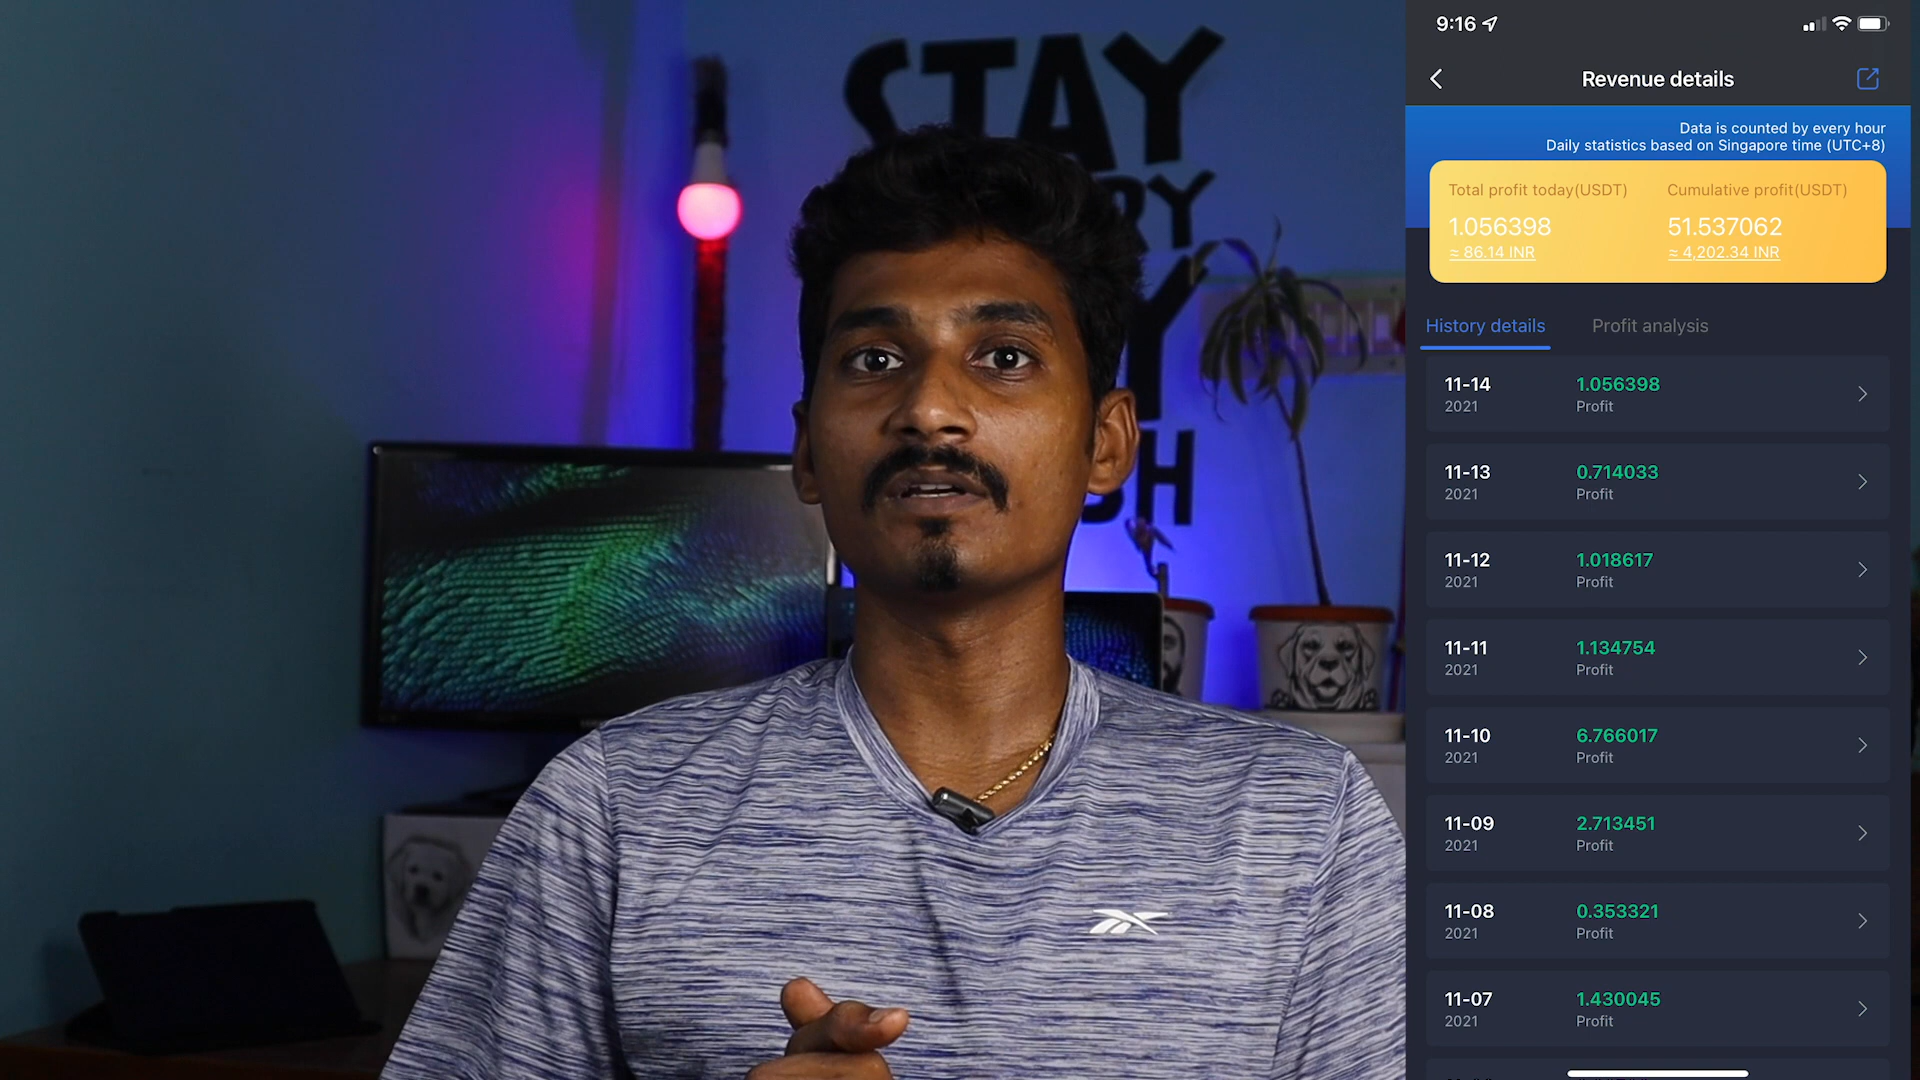 STAY
9:16
Revenue details
Data is counted by every hour
Daily statistics based on Singapore time (UTC+8)
Total profit today(USDT)
Cumulative profit(USDT)
1.056398
51.537062
≈ 86.14 INR
≈ 4,202.34 INR
History details
Profit analysis
11-14
1.056398
2021
Profit
11-13
0.714033
2021
Profit
11-12
1.018617
2021
Profit
11-11
1.134754
2021
Profit
11-10
6.766017
2021
Profit
11-09
2.713451
2021
Profit
11-08
0.353321
2021
Profit
11-07
1.430045
2021
Profit